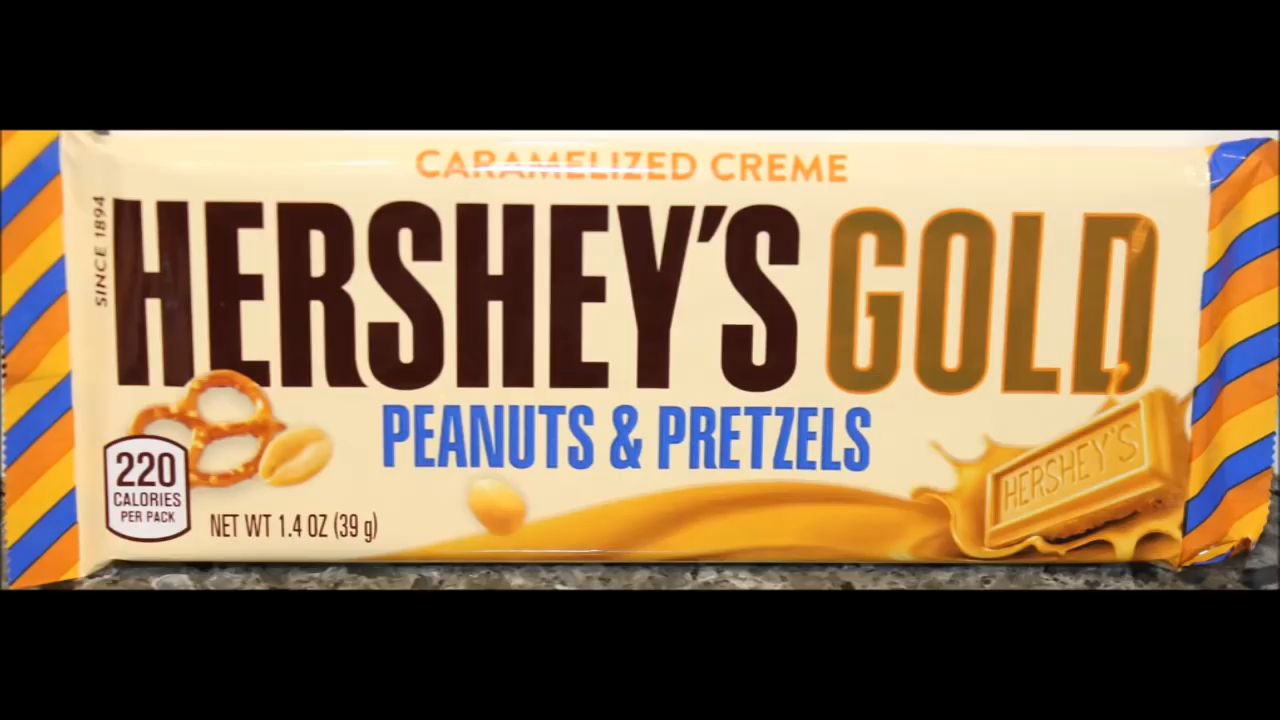 CARAMELIZED CREME
SINCE 1894
HERSHEY'S GOLD
PEANUTS & PRETZELS
HERSHEY'S
220
CALORIES
PER PACK
NET WT 1.4 OZ (39 g)